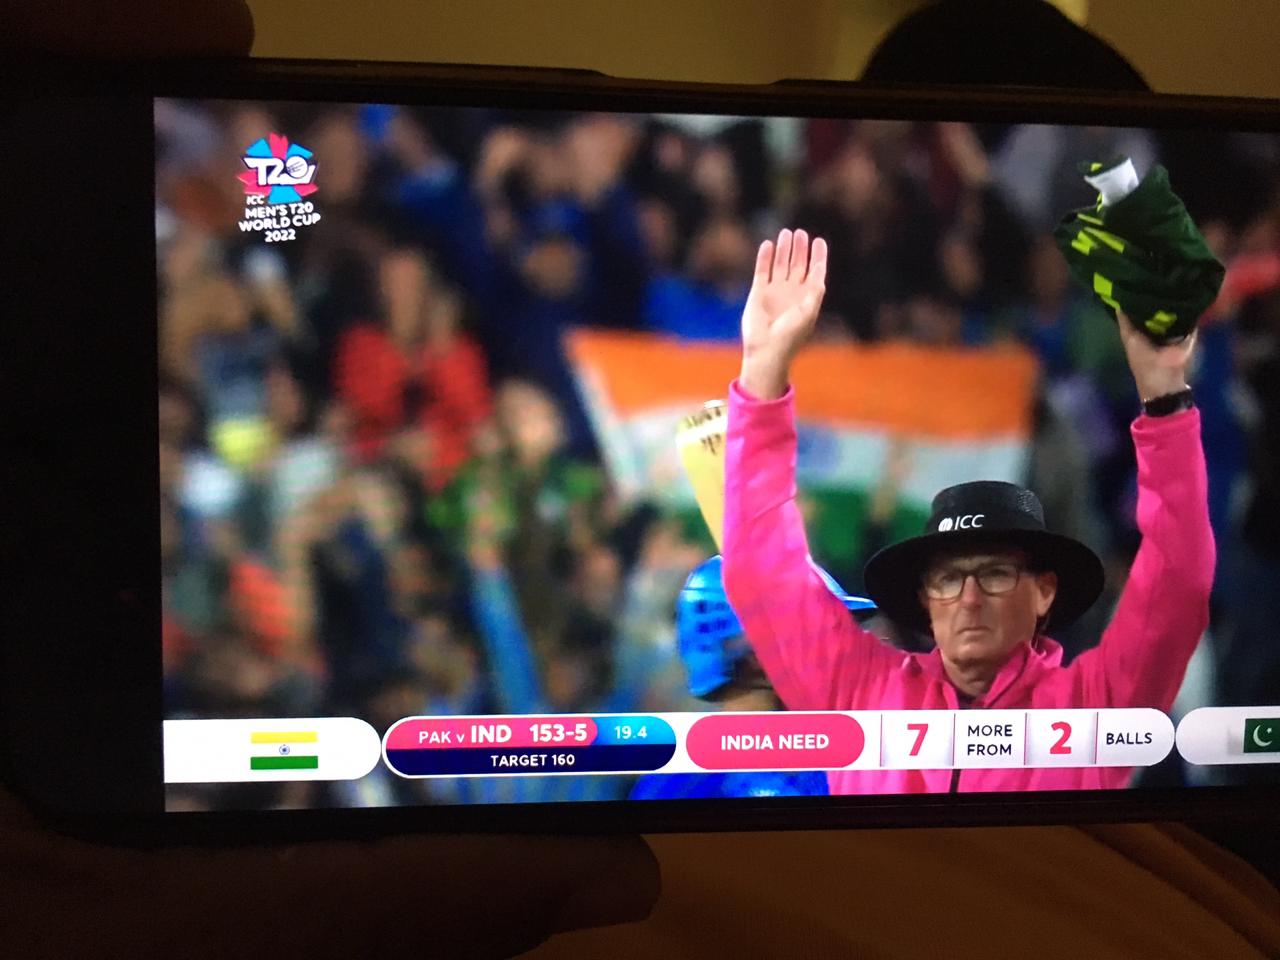 T20
ICC
MEN'S T20
WORLD CUP
2022
ICC
PAK v IND 153-5 19.4
TARGET 160
INDIA NEED
7
MORE
FROM
2
BALLS